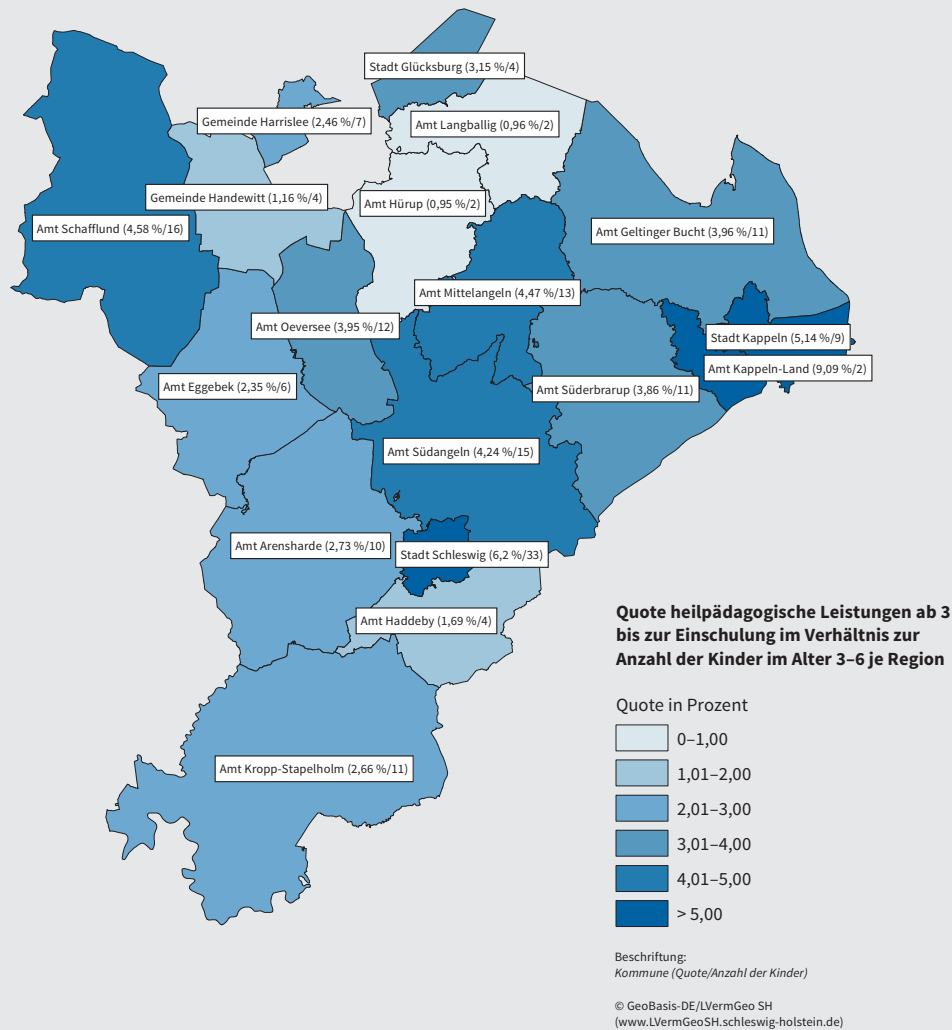 Stadt Glücksburg (3,15 %/4)
Gemeinde Harrislee (2,46 %/7)
Amt Langballig (0,96 %/2)
Gemeinde Handewitt (1,16 %/4)
Amt Hürup (0,95 %/2)
Amt Schafflund (4,58 %/16)
Amt Geltinger Bucht (3,96 %/11)
Amt Mittelangeln (4,47 %/13)
Amt Oeversee (3,95 %/12)
Stadt Kappeln (5,14 %/9)
Amt Kappeln-Land (9,09 %/2)
Amt Eggebek (2,35 %/6)
Amt Süderbrarup (3,86 %/11)
Amt Südangeln (4,24 %/15)
Amt Arensharde (2,73 %/10)
Stadt Schleswig (6,2 %/33)
Amt Haddeby (1,69 %/4)
Amt Kropp-Stapelholm (2,66 %/11)
Quote heilpädagogische Leistungen ab 3
bis zur Einschulung im Verhältnis zur
Anzahl der Kinder im Alter 3–6 je Region
Quote in Prozent
0–1,00
1,01–2,00
2,01–3,00
3,01–4,00
4,01–5,00
> 5,00
Beschriftung:
Kommune (Quote/Anzahl der Kinder)
© GeoBasis-DE/LVermGeo SH
(www.LVermGeoSH.schleswig-holstein.de)